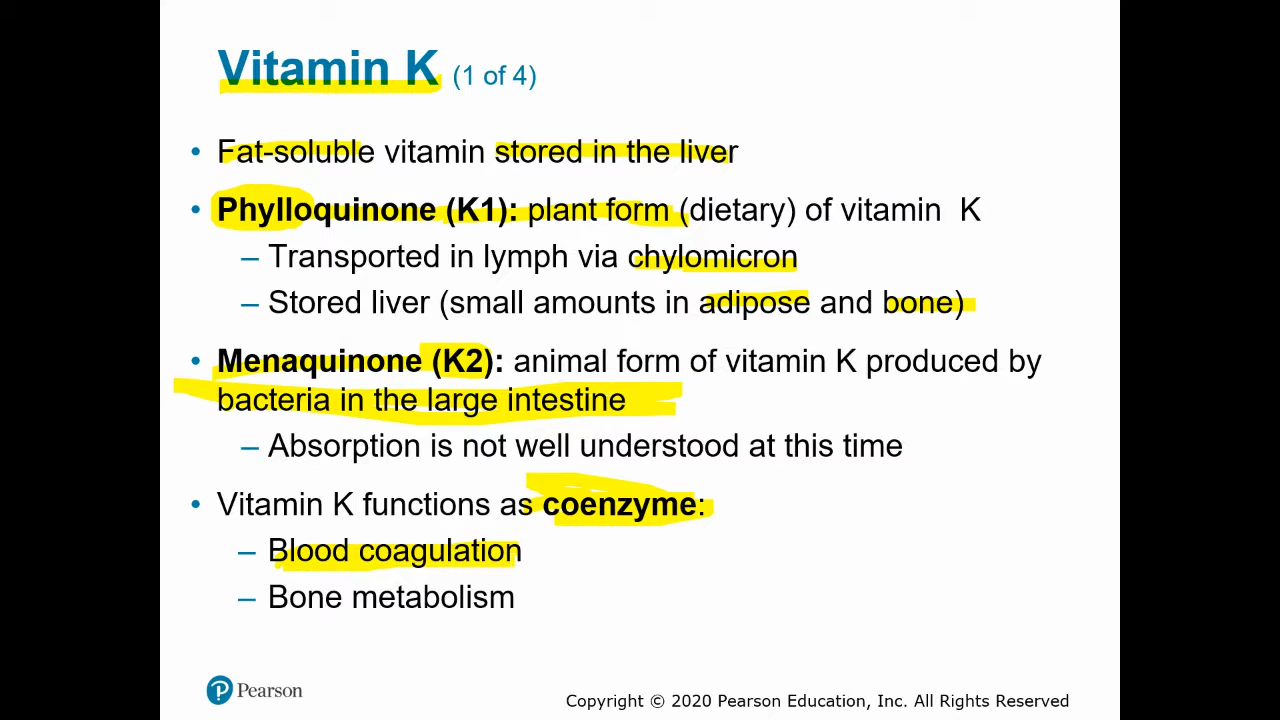 Vitamin K (1 of 4)
• Fat-soluble vitamin stored in the liver
• Phylloquinone (K1): plant form (dietary) of vitamin K
– Transported in lymph via chylomicron
– Stored liver (small amounts in adipose and bone)
• Menaquinone (K2): animal form of vitamin K produced by
bacteria in the large intestine
– Absorption is not well understood at this time
• Vitamin K functions as coenzyme:
– Blood coagulation
– Bone metabolism
Pearson
Copyright © 2020 Pearson Education, Inc. All Rights Reserved